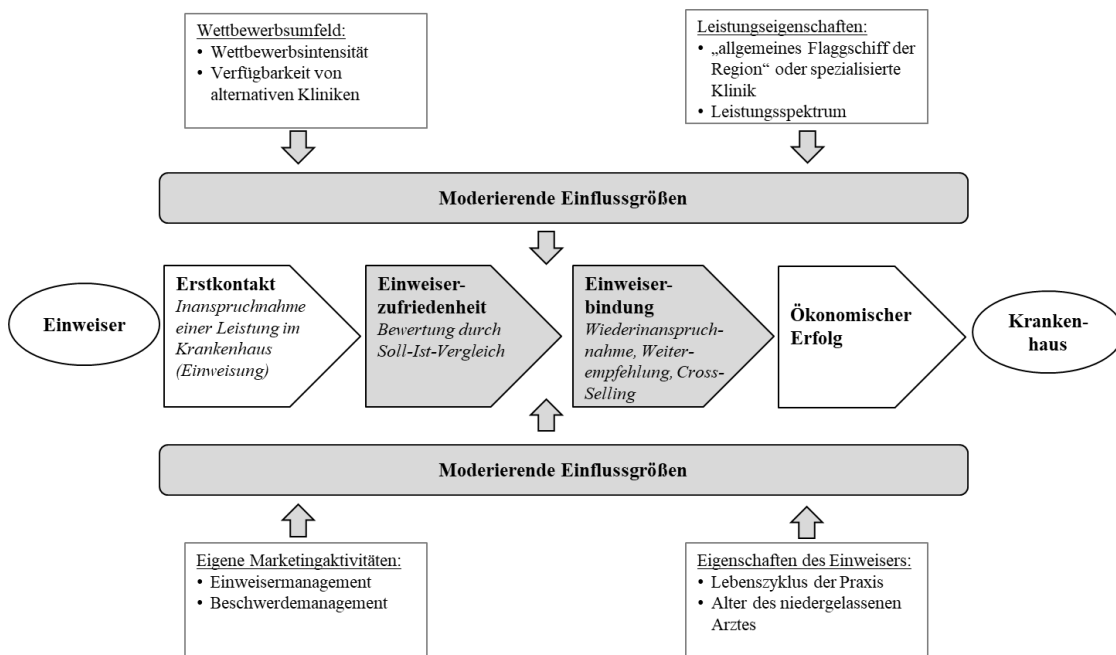 Wettbewerbsumfeld:
• Wettbewerbsintensität
• Verfügbarkeit von
alternativen Kliniken
Leistungseigenschaften:
• „allgemeines Flaggschiff der
Region“ oder spezialisierte
Klinik
• Leistungsspektrum
Moderierende Einflussgrößen
Einweiser
Erstkontakt
Inanspruchnahme
einer Leistung im
Krankenhaus
(Einweisung)
Einweiser-
zufriedenheit
Bewertung durch
Soll-Ist-Vergleich
Einweiser-
bindung
Wiederinanspruch-
nahme, Weiter-
empfehlung, Cross-
Selling
Ökonomischer
Erfolg
Kranken-
haus
Moderierende Einflussgrößen
Eigene Marketingaktivitäten:
• Einweisermanagement
• Beschwerdemanagement
Eigenschaften des Einweisers:
• Lebenszyklus der Praxis
• Alter des niedergelassenen
Arztes